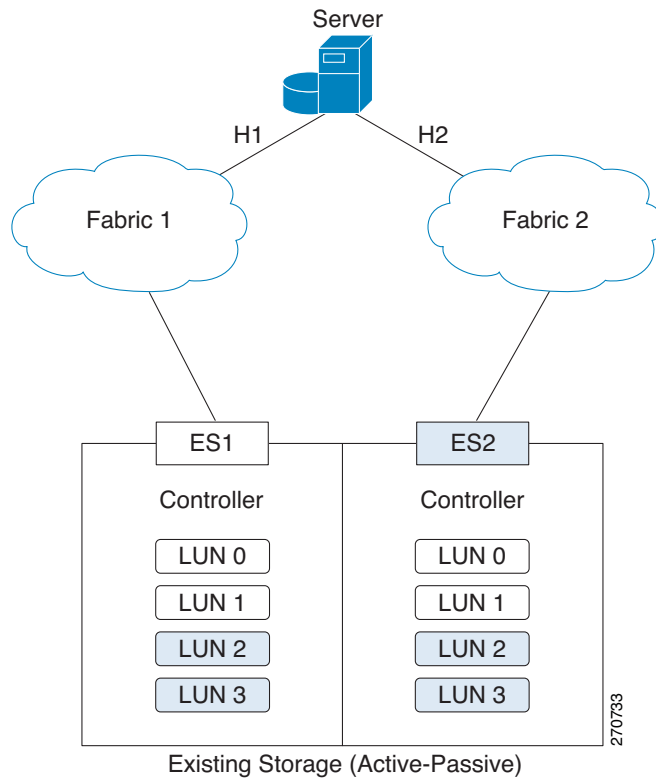 Server
H1
H2
Fabric 1
Fabric 2
ES1
ES2
Controller
Controller
LUN 0
LUN 0
LUN 1
LUN 1
LUN 2
LUN 2
LUN 3
LUN 3
270733
Existing Storage (Active-Passive)